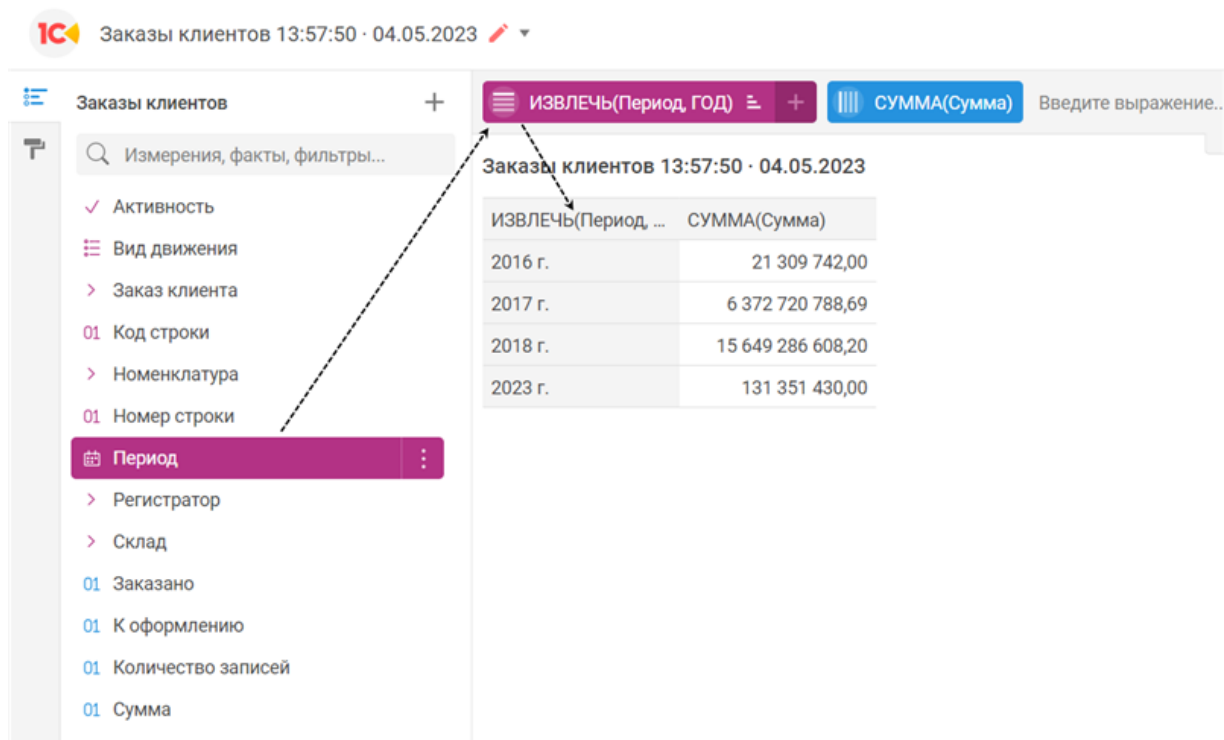 1С Заказы клиентов 13:57:50 · 04.05.2023
Заказы клиентов
Измерения, факты, фильтры...
Активность
Вид движения
Заказ клиента
01 Код строки
Номенклатура
01 Номер строки
Период
Регистратор
Склад
01 Заказано
01 К оформлению
01 Количество записей
01 Сумма
ИЗВЛЕЧЬ(Период, ГОД) + СУММА(Сумма) Введите выражение..
Заказы клиентов 13:57:50 · 04.05.2023
ИЗВЛЕЧЬ(Период, ... СУММА(Сумма)
2016 г. 21 309 742,00
2017 г. 6 372 720 788,69
2018 г. 15 649 286 608,20
2023 г. 131 351 430,00